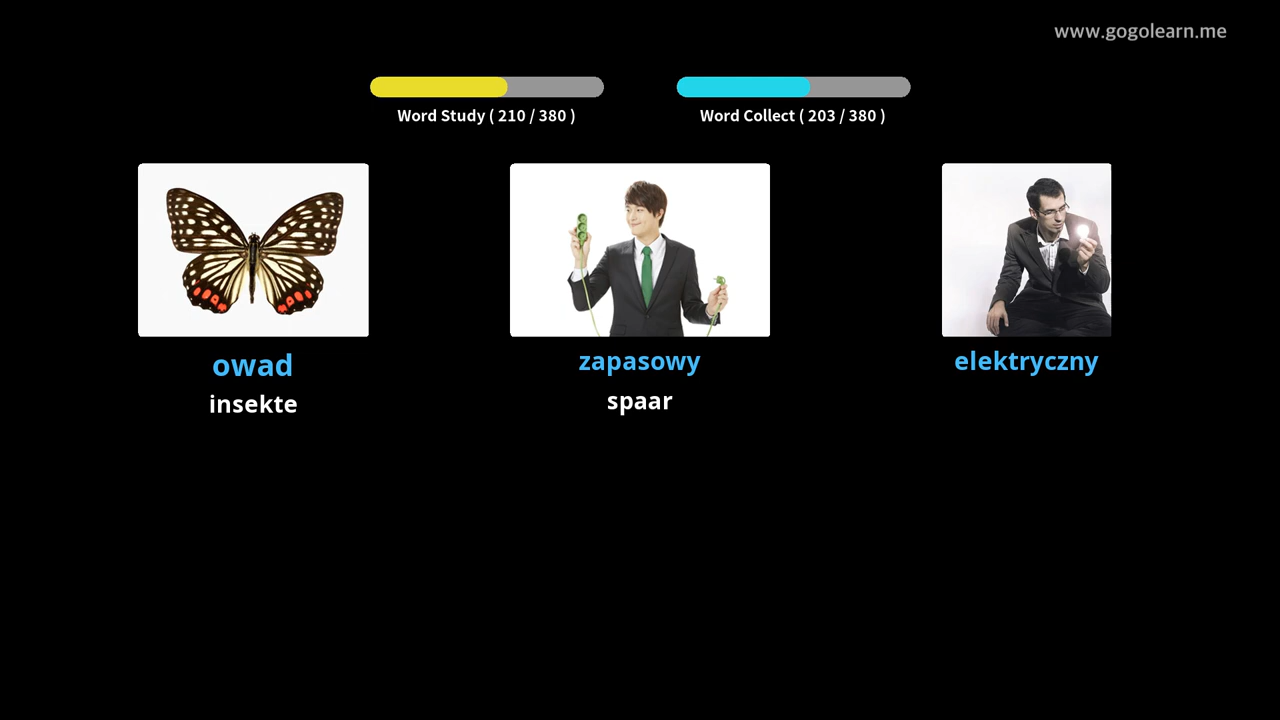 www.gogolearn.me
Word Study ( 210 / 380 )
Word Collect ( 203 / 380 )
owad
insekte
zapasowy
spaar
elektryczny